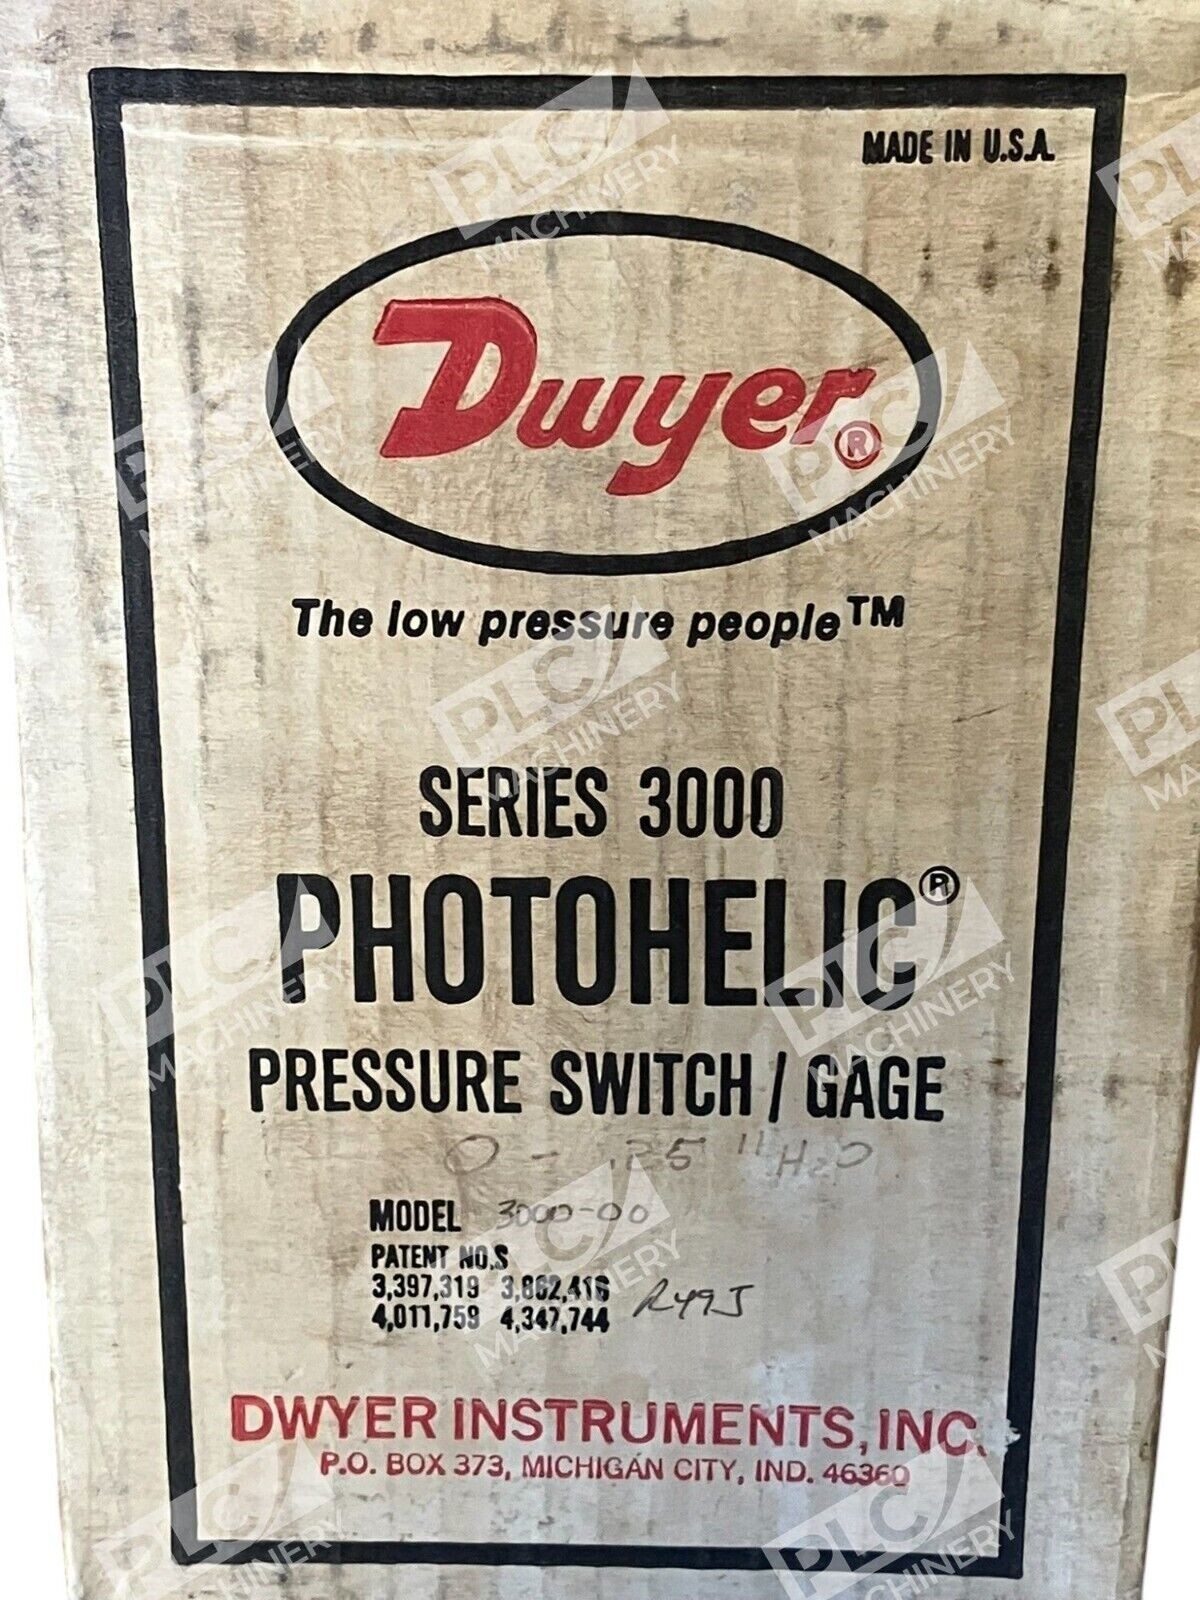 MADE IN U.S.A.
Dwyer®
The low pressure people™
SERIES 3000
PHOTOHELIC®
PRESSURE SWITCH / GAGE
0 - .25 "H2O
MODEL 3000-00
PATENT NO.S
3,397,319 3,862,416
4,011,759 4,347,744 R49J
DWYER INSTRUMENTS, INC.
P.O. BOX 373, MICHIGAN CITY, IND. 46360
PLC MACHINERY